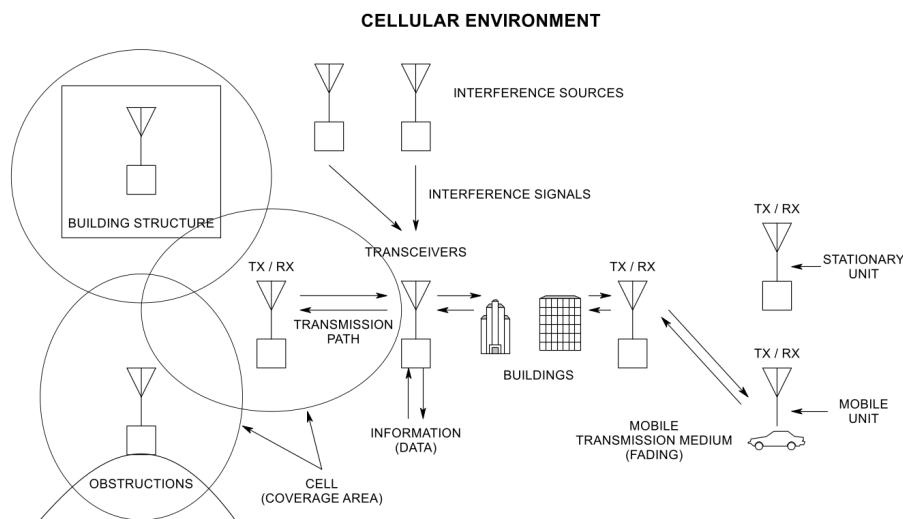 CELLULAR ENVIRONMENT
INTERFERENCE SOURCES
INTERFERENCE SIGNALS
BUILDING STRUCTURE
TRANSCEIVERS
TX / RX
TX / RX
TX / RX
STATIONARY
UNIT
TRANSMISSION
PATH
BUILDINGS
TX / RX
MOBILE
UNIT
INFORMATION
(DATA)
MOBILE
TRANSMISSION MEDIUM
(FADING)
OBSTRUCTIONS
CELL
(COVERAGE AREA)